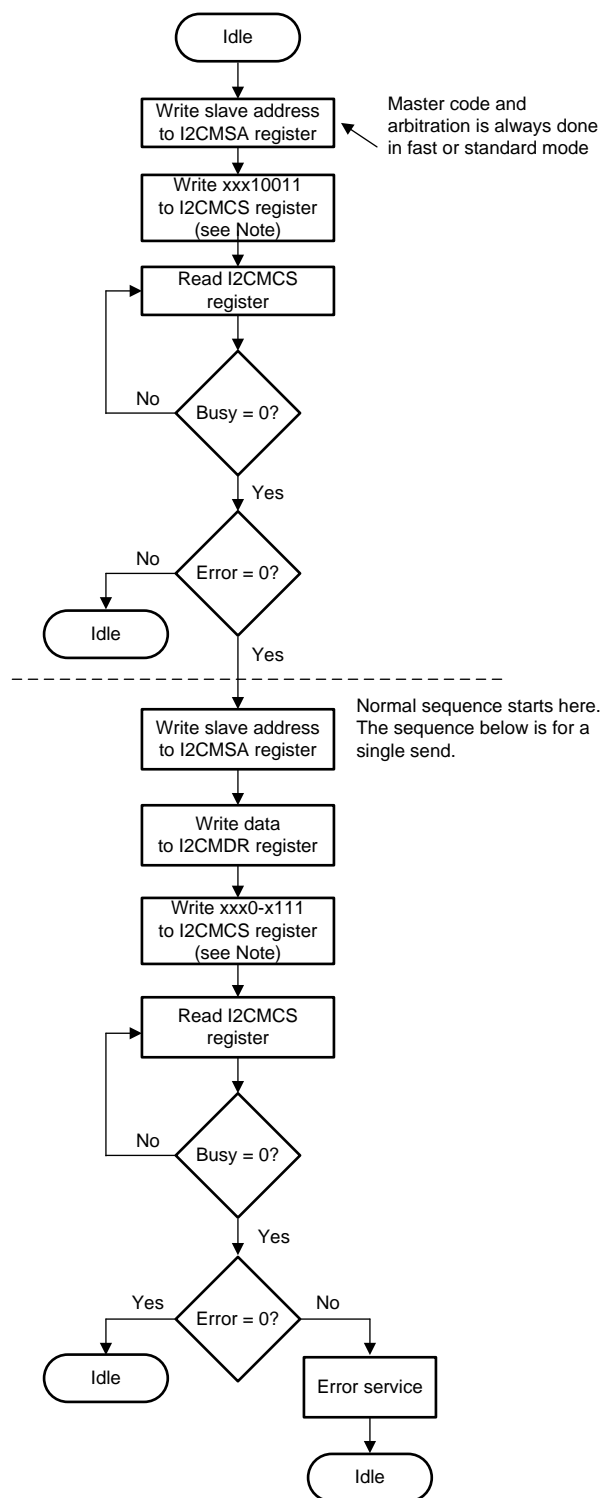 Idle
Write slave address
to I2CMSA register
Master code and
arbitration is always done
in fast or standard mode
Write xxx10011
to I2CMCS register
(see Note)
Read I2CMCS
register
No
Busy = 0?
Yes
No
Error = 0?
Idle
Yes
Write slave address
to I2CMSA register
Normal sequence starts here.
The sequence below is for a
single send.
Write data
to I2CMDR register
Write xxx0-x111
to I2CMCS register
(see Note)
Read I2CMCS
register
No
Busy = 0?
Yes
Yes
Error = 0?
No
Idle
Error service
Idle